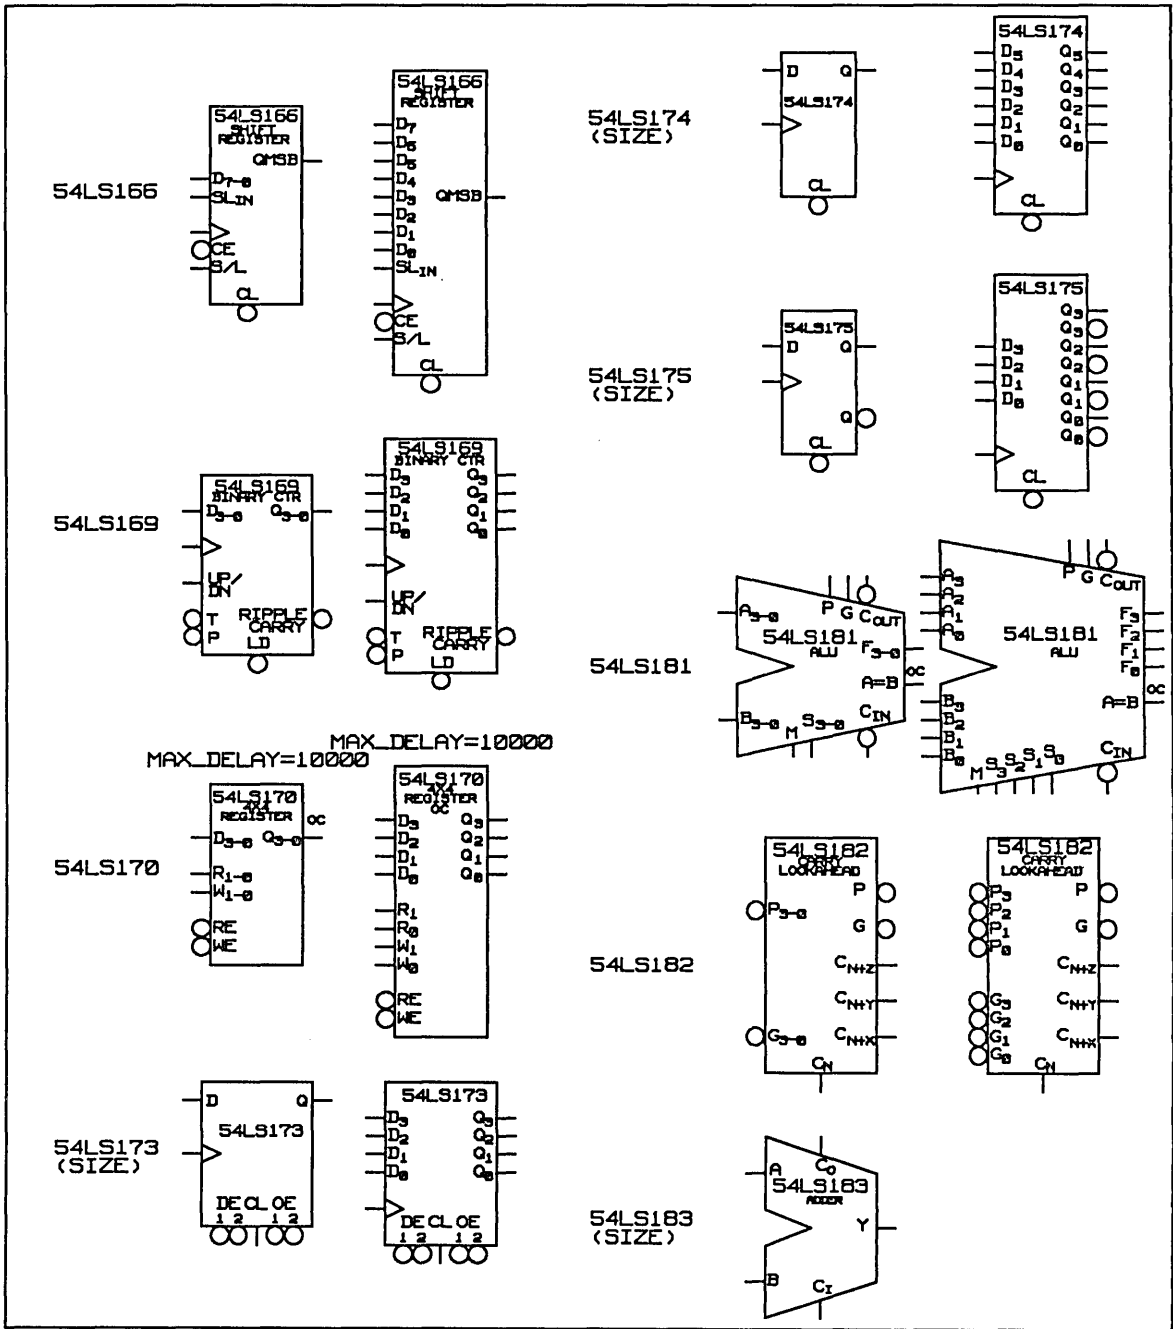 54LS166
54LS166
SHIFT
REGISTER
QMSB
D7-0
SLIN
CE
S/L
CL
54LS166
SHIFT
REGISTER
D7
D6
D5
D4
D3
D2
D1
D0
QMSB
SLIN
CE
S/L
CL
54LS169
54LS169
BINARY CTR
D3-0 Q3-0
UP/
DN
T RIPPLE
P CARRY
LD
54LS169
BINARY CTR
D3 Q3
D2 Q2
D1 Q1
D0 Q0
UP/
DN
T RIPPLE
P CARRY
LD
54LS170
MAX_DELAY=10000
54LS170
4X4
REGISTER
OC
D3-0 Q3-0
R1-0
W1-0
RE
WE
MAX_DELAY=10000
54LS170
4X4
REGISTER
OC
D3 Q3
D2 Q2
D1 Q1
D0 Q0
R1
R0
W1
W0
RE
WE
54LS173
(SIZE)
D Q
54LS173
DE CL OE
1 2 1 2
54LS173
D3 Q3
D2 Q2
D1 Q1
D0 Q0
DE CL OE
1 2 1 2
54LS174
(SIZE)
D Q
54LS174
CL
54LS174
D5 Q5
D4 Q4
D3 Q3
D2 Q2
D1 Q1
D0 Q0
CL
54LS175
(SIZE)
54LS175
D Q
Q
CL
54LS175
Q3
Q3
D3 Q2
D2 Q2
D1 Q1
D0 Q1
Q0
Q0
CL
54LS181
P G COUT
A3-0
54LS181
ALU
F3-0
OC
A=B
B3-0 S3-0 CIN
M
P G COUT
A3
A2
A1
A0
54LS181
ALU
F3
F2
F1
F0
OC
A=B
B3
B2
B1
B0
CIN
M S3 S2 S1 S0
54LS182
54LS182
CARRY
LOOKAHEAD
P
P3-0
G
CN+Z
CN+Y
G3-0 CN+X
CN
54LS182
CARRY
LOOKAHEAD
P3 P
P2
P1 G
P0
CN+Z
G3 CN+Y
G2
G1 CN+X
G0
CN
54LS183
(SIZE)
CO
A
54LS183
ADDER
Y
B
CI